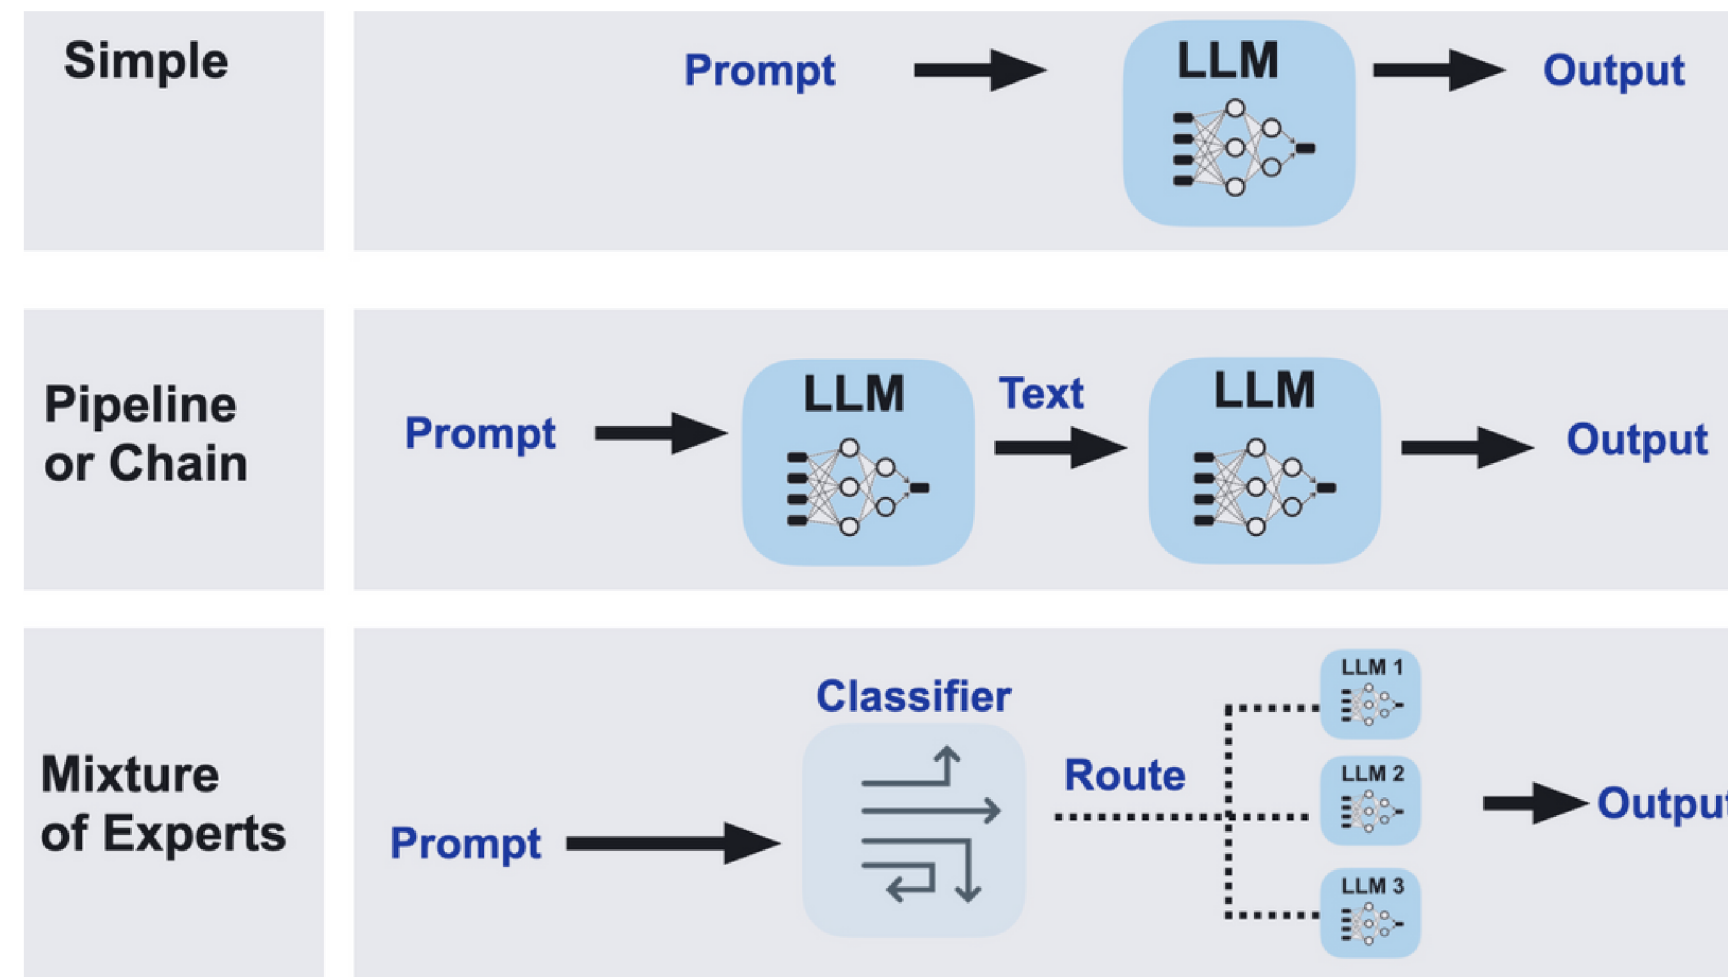 Simple
Prompt
LLM
Output
Pipeline
or Chain
Prompt
LLM
Text
LLM
Output
Mixture
of Experts
Prompt
Classifier
Route
LLM 1
LLM 2
LLM 3
Output